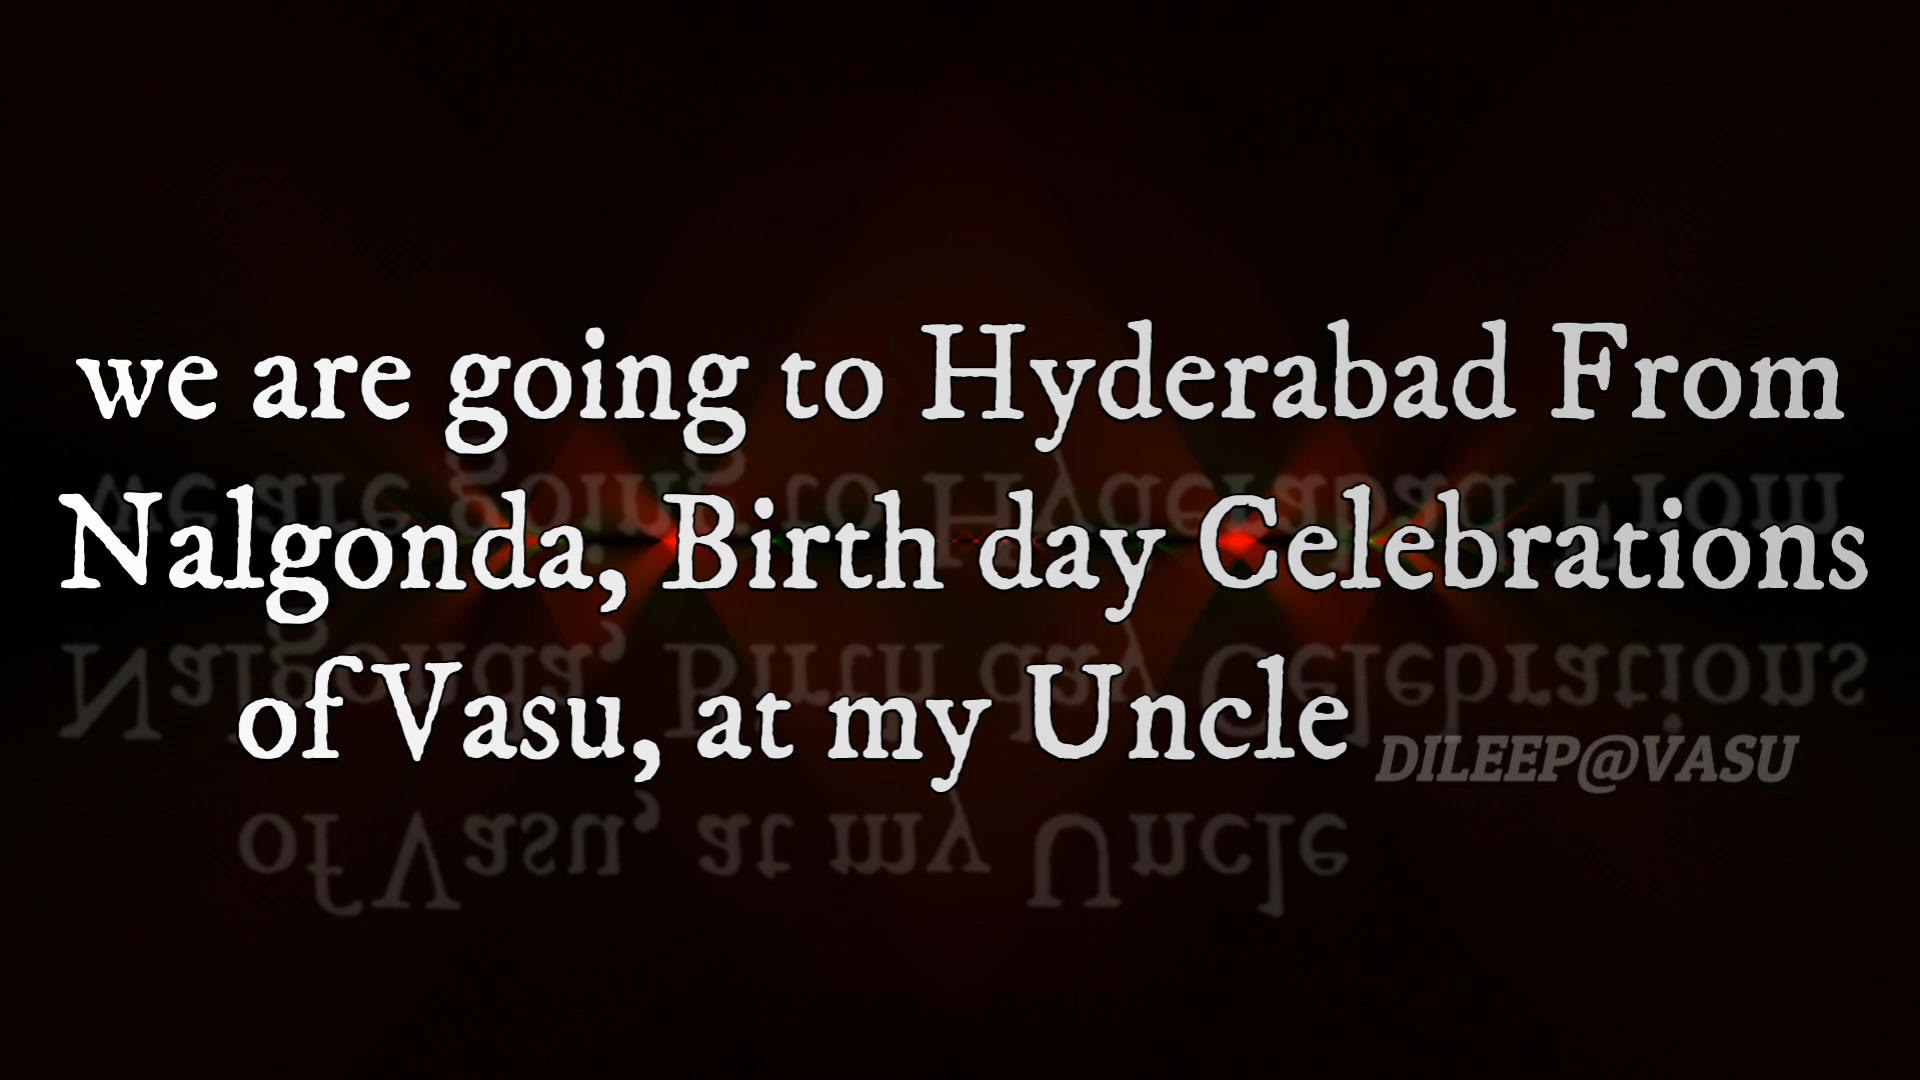 we are going to Hyderabad From
Nalgonda, Birth day Celebrations
of Vasu, at my Uncle
DILEEP@VASU